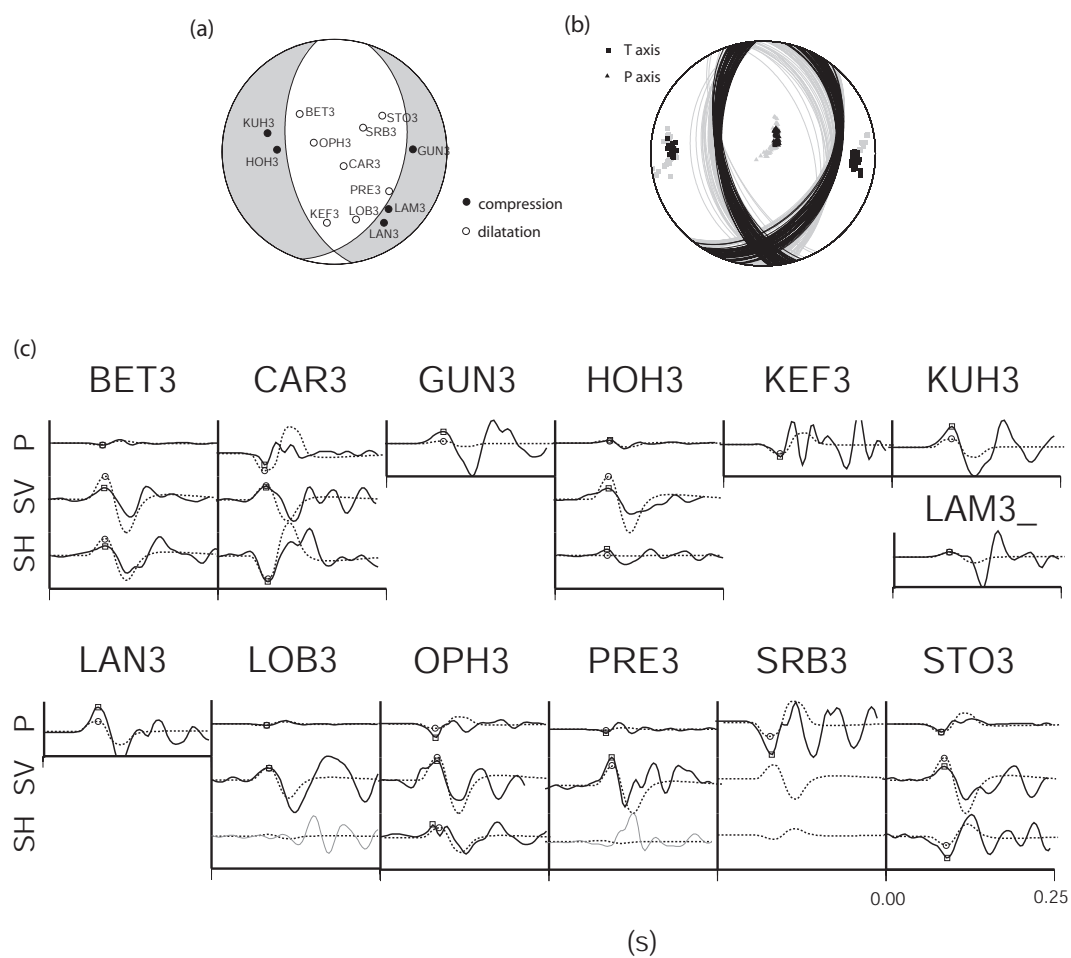 (a)
(b)
T axis
P axis
BET3
STO3
KUH3
SRB3
OPH3
HOH3
GUN3
CAR3
PRE3
LAM3
KEF3
LOB3
LAN3
compression
dilatation
(c)
BET3 CAR3 GUN3 HOH3 KEF3 KUH3
P
SV
SH
LAM3_
LAN3 LOB3 OPH3 PRE3 SRB3 STO3
P
SV
SH
0.00 0.25
(s)